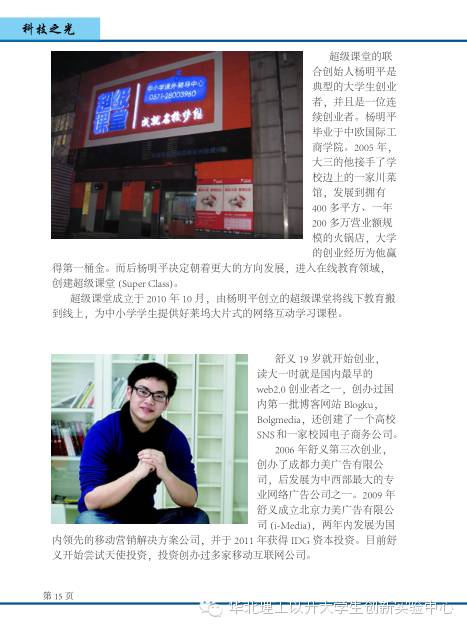 科技之光
超级课堂
中小学课外辅导中心
0571-28003960
成就名校梦想
超级课堂的联
合创始人杨明平是
典型的大学生创业
者，并且是一位连
续创业者。杨明平
毕业于中欧国际工
商学院。2005 年，
大三的他接手了学
校边上的一家川菜
馆，发展到拥有
400 多平方、一年
200 多万营业额规
模的火锅店，大学
的创业经历为他赢
得第一桶金。而后杨明平决定朝着更大的方向发展，进入在线教育领域，
创建超级课堂 (Super Class)。
超级课堂成立于 2010 年 10 月，由杨明平创立的超级课堂将线下教育搬
到线上，为中小学学生提供好莱坞大片式的网络互动学习课程。
舒义 19 岁就开始创业，
读大一时就是国内最早的
web2.0 创业者之一，创办过国
内第一批博客网站 Blogku，
Bolgmedia，还创建了一个高校
SNS 和一家校园电子商务公司。
2006 年舒义第三次创业，
创办了成都力美广告有限公
司，后发展为中西部最大的专
业网络广告公司之一。2009 年
舒义成立北京力美广告有限公
司 (i-Media)，两年内发展为国
内领先的移动营销解决方案公司，并于 2011 年获得 IDG 资本投资。目前舒
义开始尝试天使投资，投资创办过多家移动互联网公司。
第 15 页
华北理工以升大学生创新实验中心